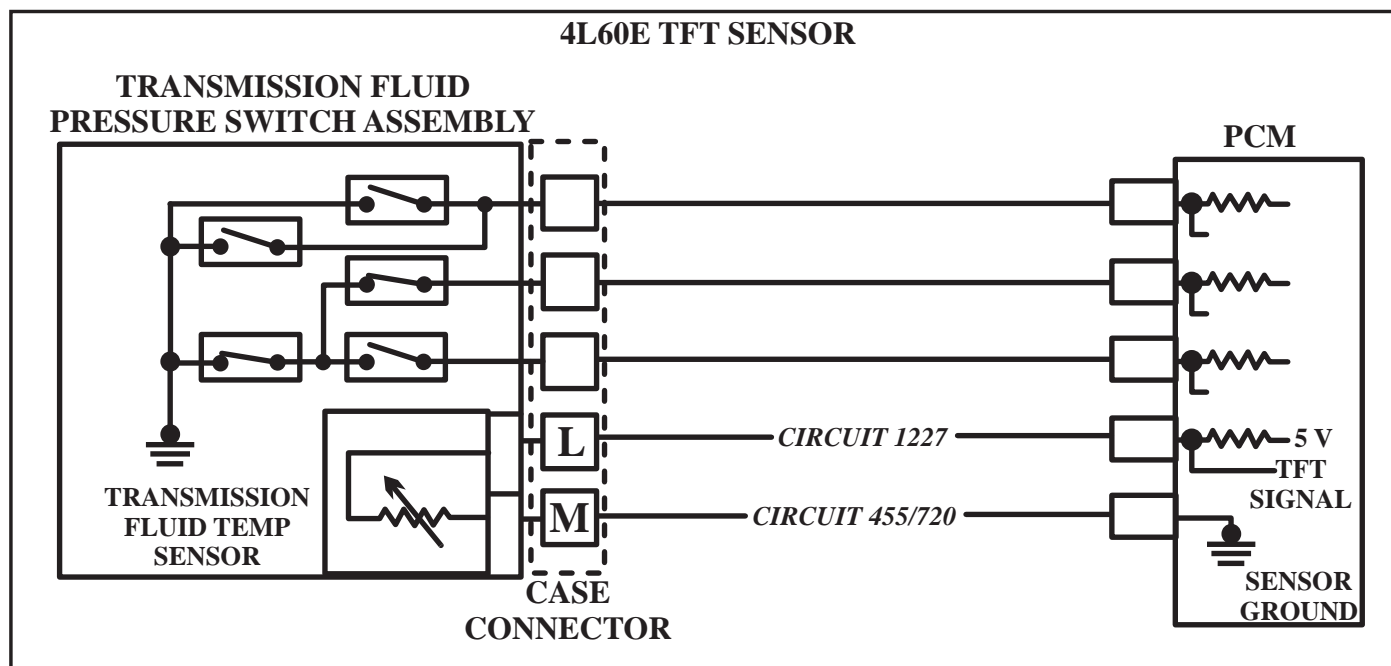 4L60E TFT SENSOR
TRANSMISSION FLUID
PRESSURE SWITCH ASSEMBLY
PCM
L
CIRCUIT 1227
5 V
TFT
SIGNAL
TRANSMISSION
FLUID TEMP
SENSOR
M
CIRCUIT 455/720
SENSOR
GROUND
CASE
CONNECTOR